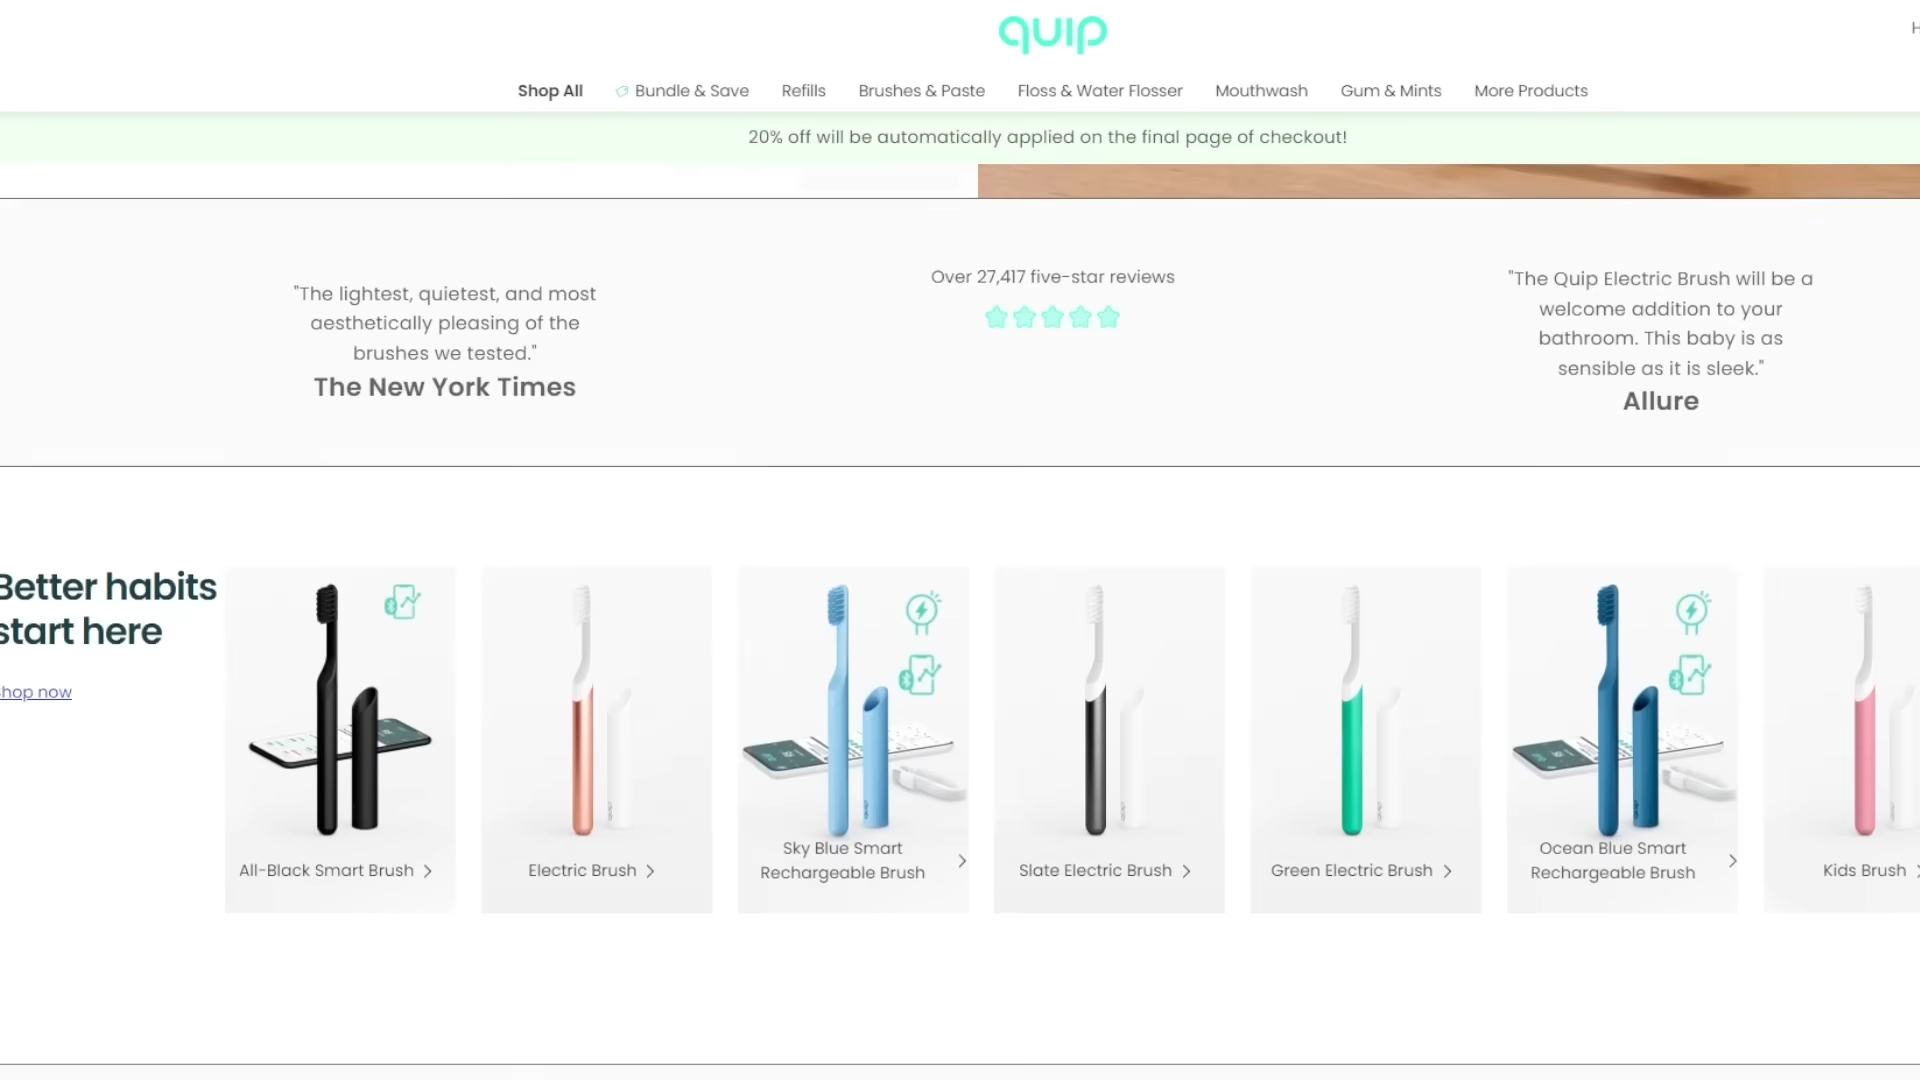 quip
Shop All
Bundle & Save
Refills
Brushes & Paste
Floss & Water Flosser
Mouthwash
Gum & Mints
More Products
20% off will be automatically applied on the final page of checkout!
"The lightest, quietest, and most
aesthetically pleasing of the
brushes we tested."
The New York Times
Over 27,417 five-star reviews
"The Quip Electric Brush will be a
welcome addition to your
bathroom. This baby is as
sensible as it is sleek."
Allure
Better habits
start here
Shop now
All-Black Smart Brush
Electric Brush
Sky Blue Smart
Rechargeable Brush
Slate Electric Brush
Green Electric Brush
Ocean Blue Smart
Rechargeable Brush
Kids Brush